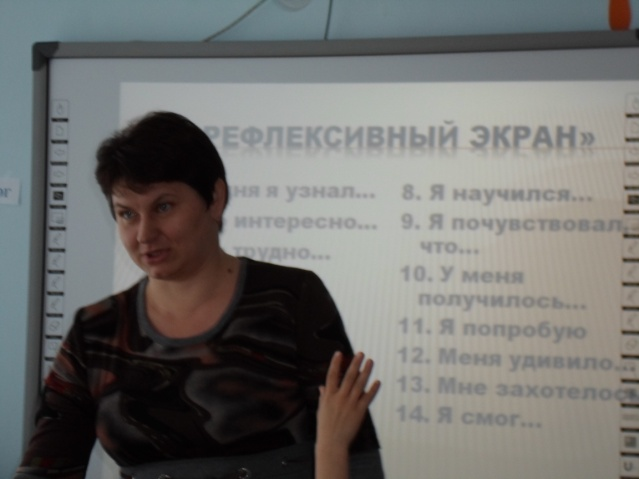 РЕФЛЕКСИВНЫЙ ЭКРАН»
я узнал...
интересно...
трудно...
8. Я научился...
9. Я почувствовал,
что...
10. У меня
получилось...
11. Я попробую
12. Меня удивило...
13. Мне захотелось
14. Я смог...